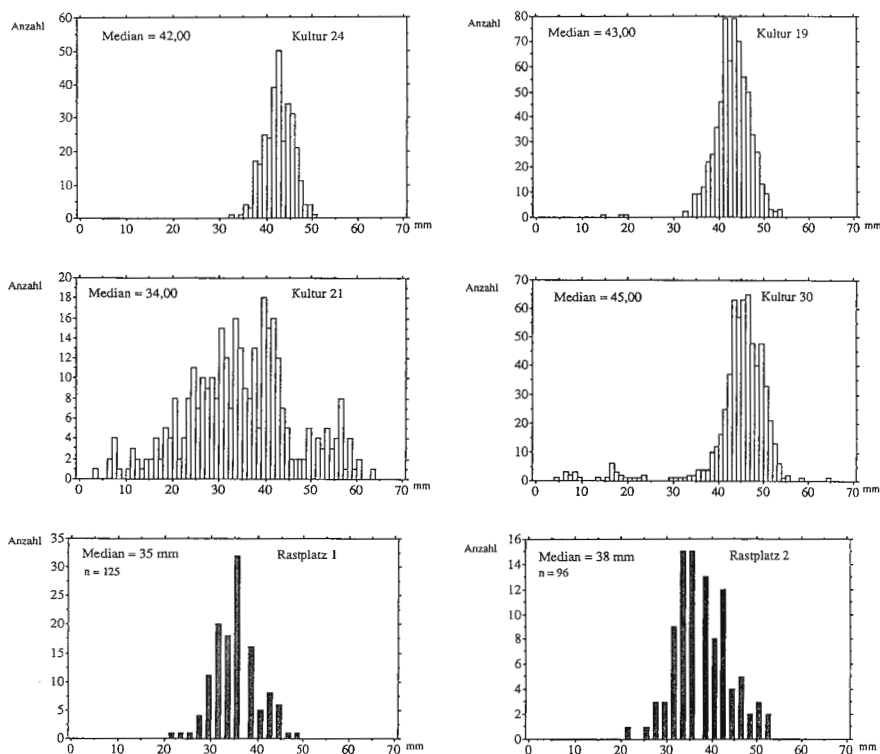 Anzahl
Median = 42,00 Kultur 24
60
50
40
30
20
10
0
0 10 20 30 40 50 60 70 mm
Anzahl
Median = 43,00 Kultur 19
80
70
60
50
40
30
20
10
0
0 10 20 30 40 50 60 70 mm
Anzahl
Median = 34,00 Kultur 21
20
18
16
14
12
10
8
6
4
2
0
0 10 20 30 40 50 60 70 mm
Anzahl
Median = 45,00 Kultur 30
70
60
50
40
30
20
10
0
0 10 20 30 40 50 60 70 mm
Anzahl
Median = 35 mm Rastplatz 1
n = 125
35
30
25
20
15
10
5
0
0 10 20 30 40 50 60 70 mm
Anzahl
Median = 38 mm Rastplatz 2
n = 96
16
14
12
10
8
6
4
2
0
0 10 20 30 40 50 60 70 mm